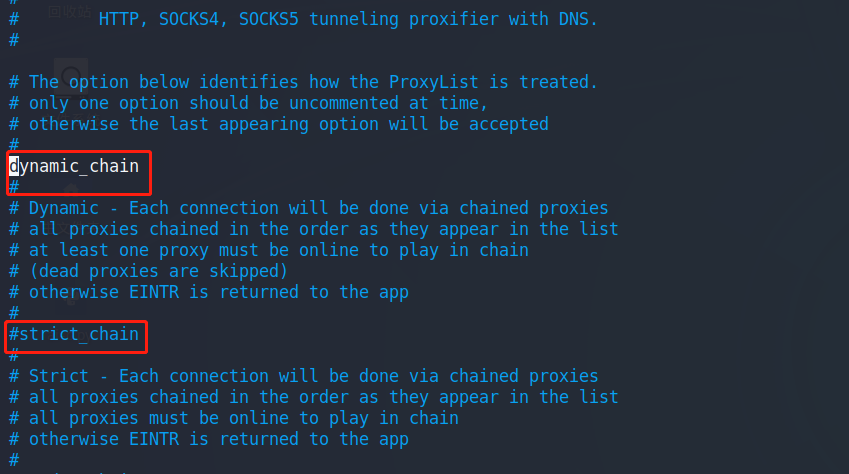 #
#     HTTP, SOCKS4, SOCKS5 tunneling proxifier with DNS.
#
回收站
# The option below identifies how the ProxyList is treated.
# only one option should be uncommented at time,
# otherwise the last appearing option will be accepted
#
dynamic_chain
#
# Dynamic - Each connection will be done via chained proxies
# all proxies chained in the order as they appear in the list
# at least one proxy must be online to play in chain
# (dead proxies are skipped)
# otherwise EINTR is returned to the app
#
#strict_chain
#
# Strict - Each connection will be done via chained proxies
# all proxies chained in the order as they appear in the list
# all proxies must be online to play in chain
# otherwise EINTR is returned to the app
#